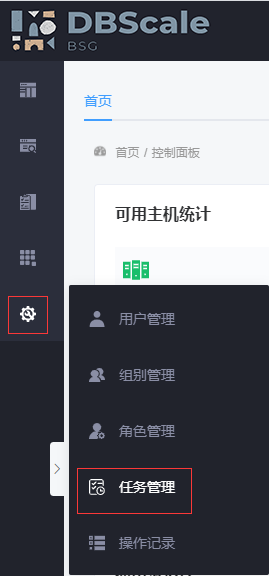 DBScale
BSG
首页
首页 / 控制面板
可用主机统计
用户管理
组别管理
角色管理
任务管理
操作记录